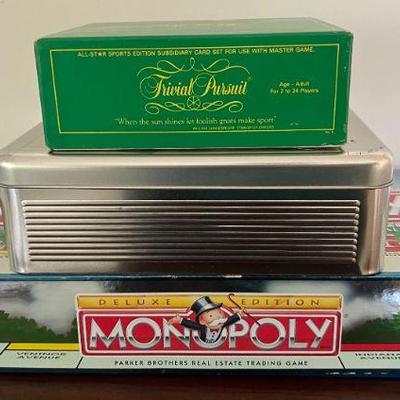 ALL-STAR SPORTS EDITION SUBSIDIARY CARD SET FOR USE WITH MASTER GAME.
Trivial Pursuit
Age - Adult
For 2 to 24 Players
"When the sun shines let foolish gnats make sport"
DELUXE EDITION
MONOPOLY
PARKER BROTHERS REAL ESTATE TRADING GAME
VENTNOR
AVENUE
INDIANA
AVENUE